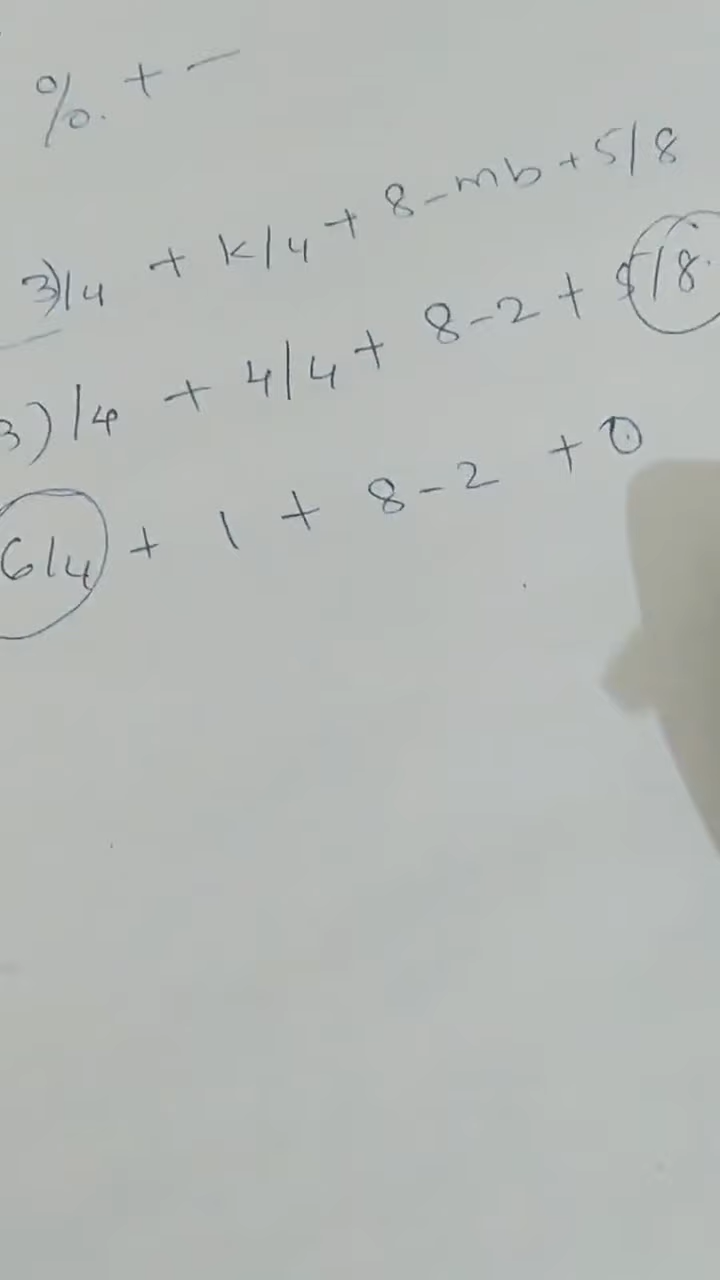 % . + —
3)/4 + k/4 + 8-mb + 5/8
3)/4 + 4/4 + 8-2 + 5/8.
6/4 + 1 + 8-2 + 0